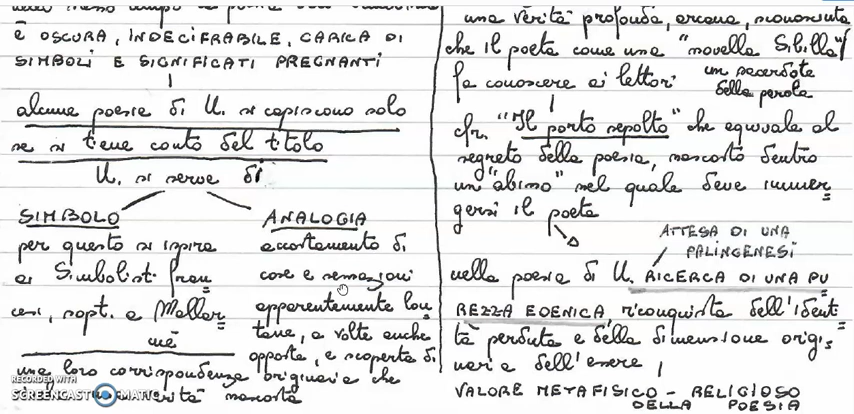 è OSCURA, INDECIFRABILE, CARICA DI
SIMBOLI E SIGNIFICATI PREGNANTI
alcune poesie di U. si capiscono solo
se si tiene conto del titolo
U. si serve di
SIMBOLO
per questo si ispira
ai Simbolisti fran
cesi, sopt. a Mallar
mé
ANALOGIA
accostamento di
cose e sensazioni
apparentemente lon
tane, a volte anche
opposte, e scoperta di
una loro corrispondenza originaria che
verità nascosta
una verità profonda, arcana, sconosciuta
che il poeta come una "novella Sibilla"/
fa conoscere ai lettori
un sacerdote
della parola
cfr. "Il porto sepolto" che equivale al
segreto della poesia, nascosto dentro
un "abisso" nel quale deve immer
gersi il poeta
ATTESA DI UNA
PALINGENESI
nella poesia di U. RICERCA DI UNA PU
REZZA EDENICA, riconquista dell'identi
tà perduta e della dimensione origi
naria dell'essere
VALORE METAFISICO - RELIGIOSO
DELLA POESIA
RECORDED WITH
SCREENCAST MATIC